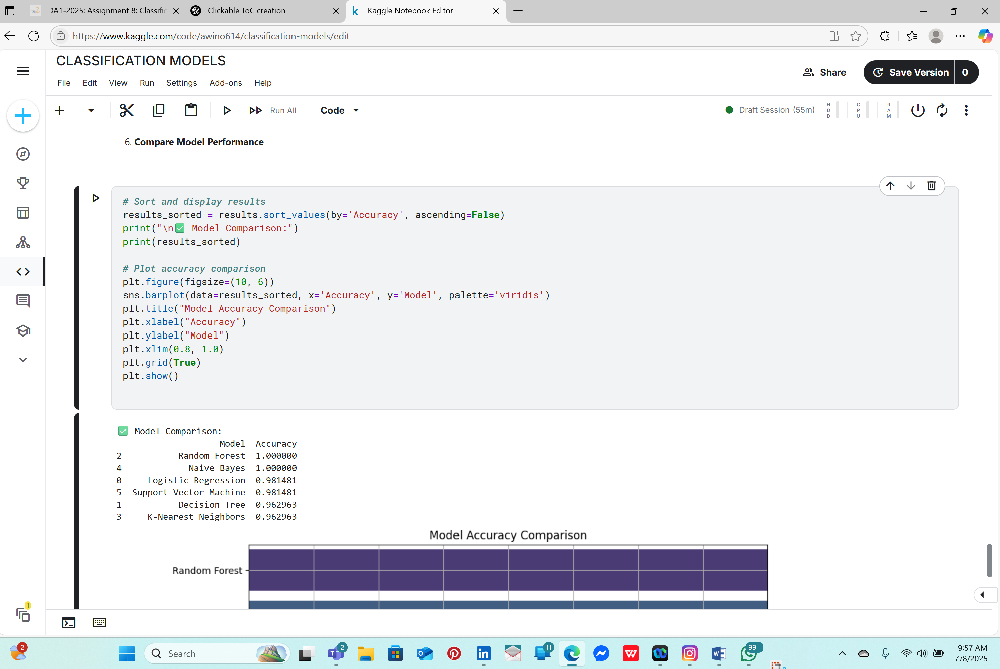 DA1-2025: Assignment 8: Classific
Clickable ToC creation
Kaggle Notebook Editor
https://www.kaggle.com/code/awino614/classification-models/edit
CLASSIFICATION MODELS
File Edit View Run Settings Add-ons Help
Share
Save Version 0
Run All
Code
Draft Session (55m)
HDD
CPU
RAM
6. Compare Model Performance
# Sort and display results
results_sorted = results.sort_values(by='Accuracy', ascending=False)
print("\n✅ Model Comparison:")
print(results_sorted)
# Plot accuracy comparison
plt.figure(figsize=(10, 6))
sns.barplot(data=results_sorted, x='Accuracy', y='Model', palette='viridis')
plt.title("Model Accuracy Comparison")
plt.xlabel("Accuracy")
plt.ylabel("Model")
plt.xlim(0.8, 1.0)
plt.grid(True)
plt.show()
✅ Model Comparison:
Model Accuracy
2 Random Forest 1.000000
4 Naive Bayes 1.000000
0 Logistic Regression 0.981481
5 Support Vector Machine 0.981481
1 Decision Tree 0.962963
3 K-Nearest Neighbors 0.962963
Model Accuracy Comparison
Random Forest
1
2
Search
2
11
99+
9:57 AM
7/8/2025